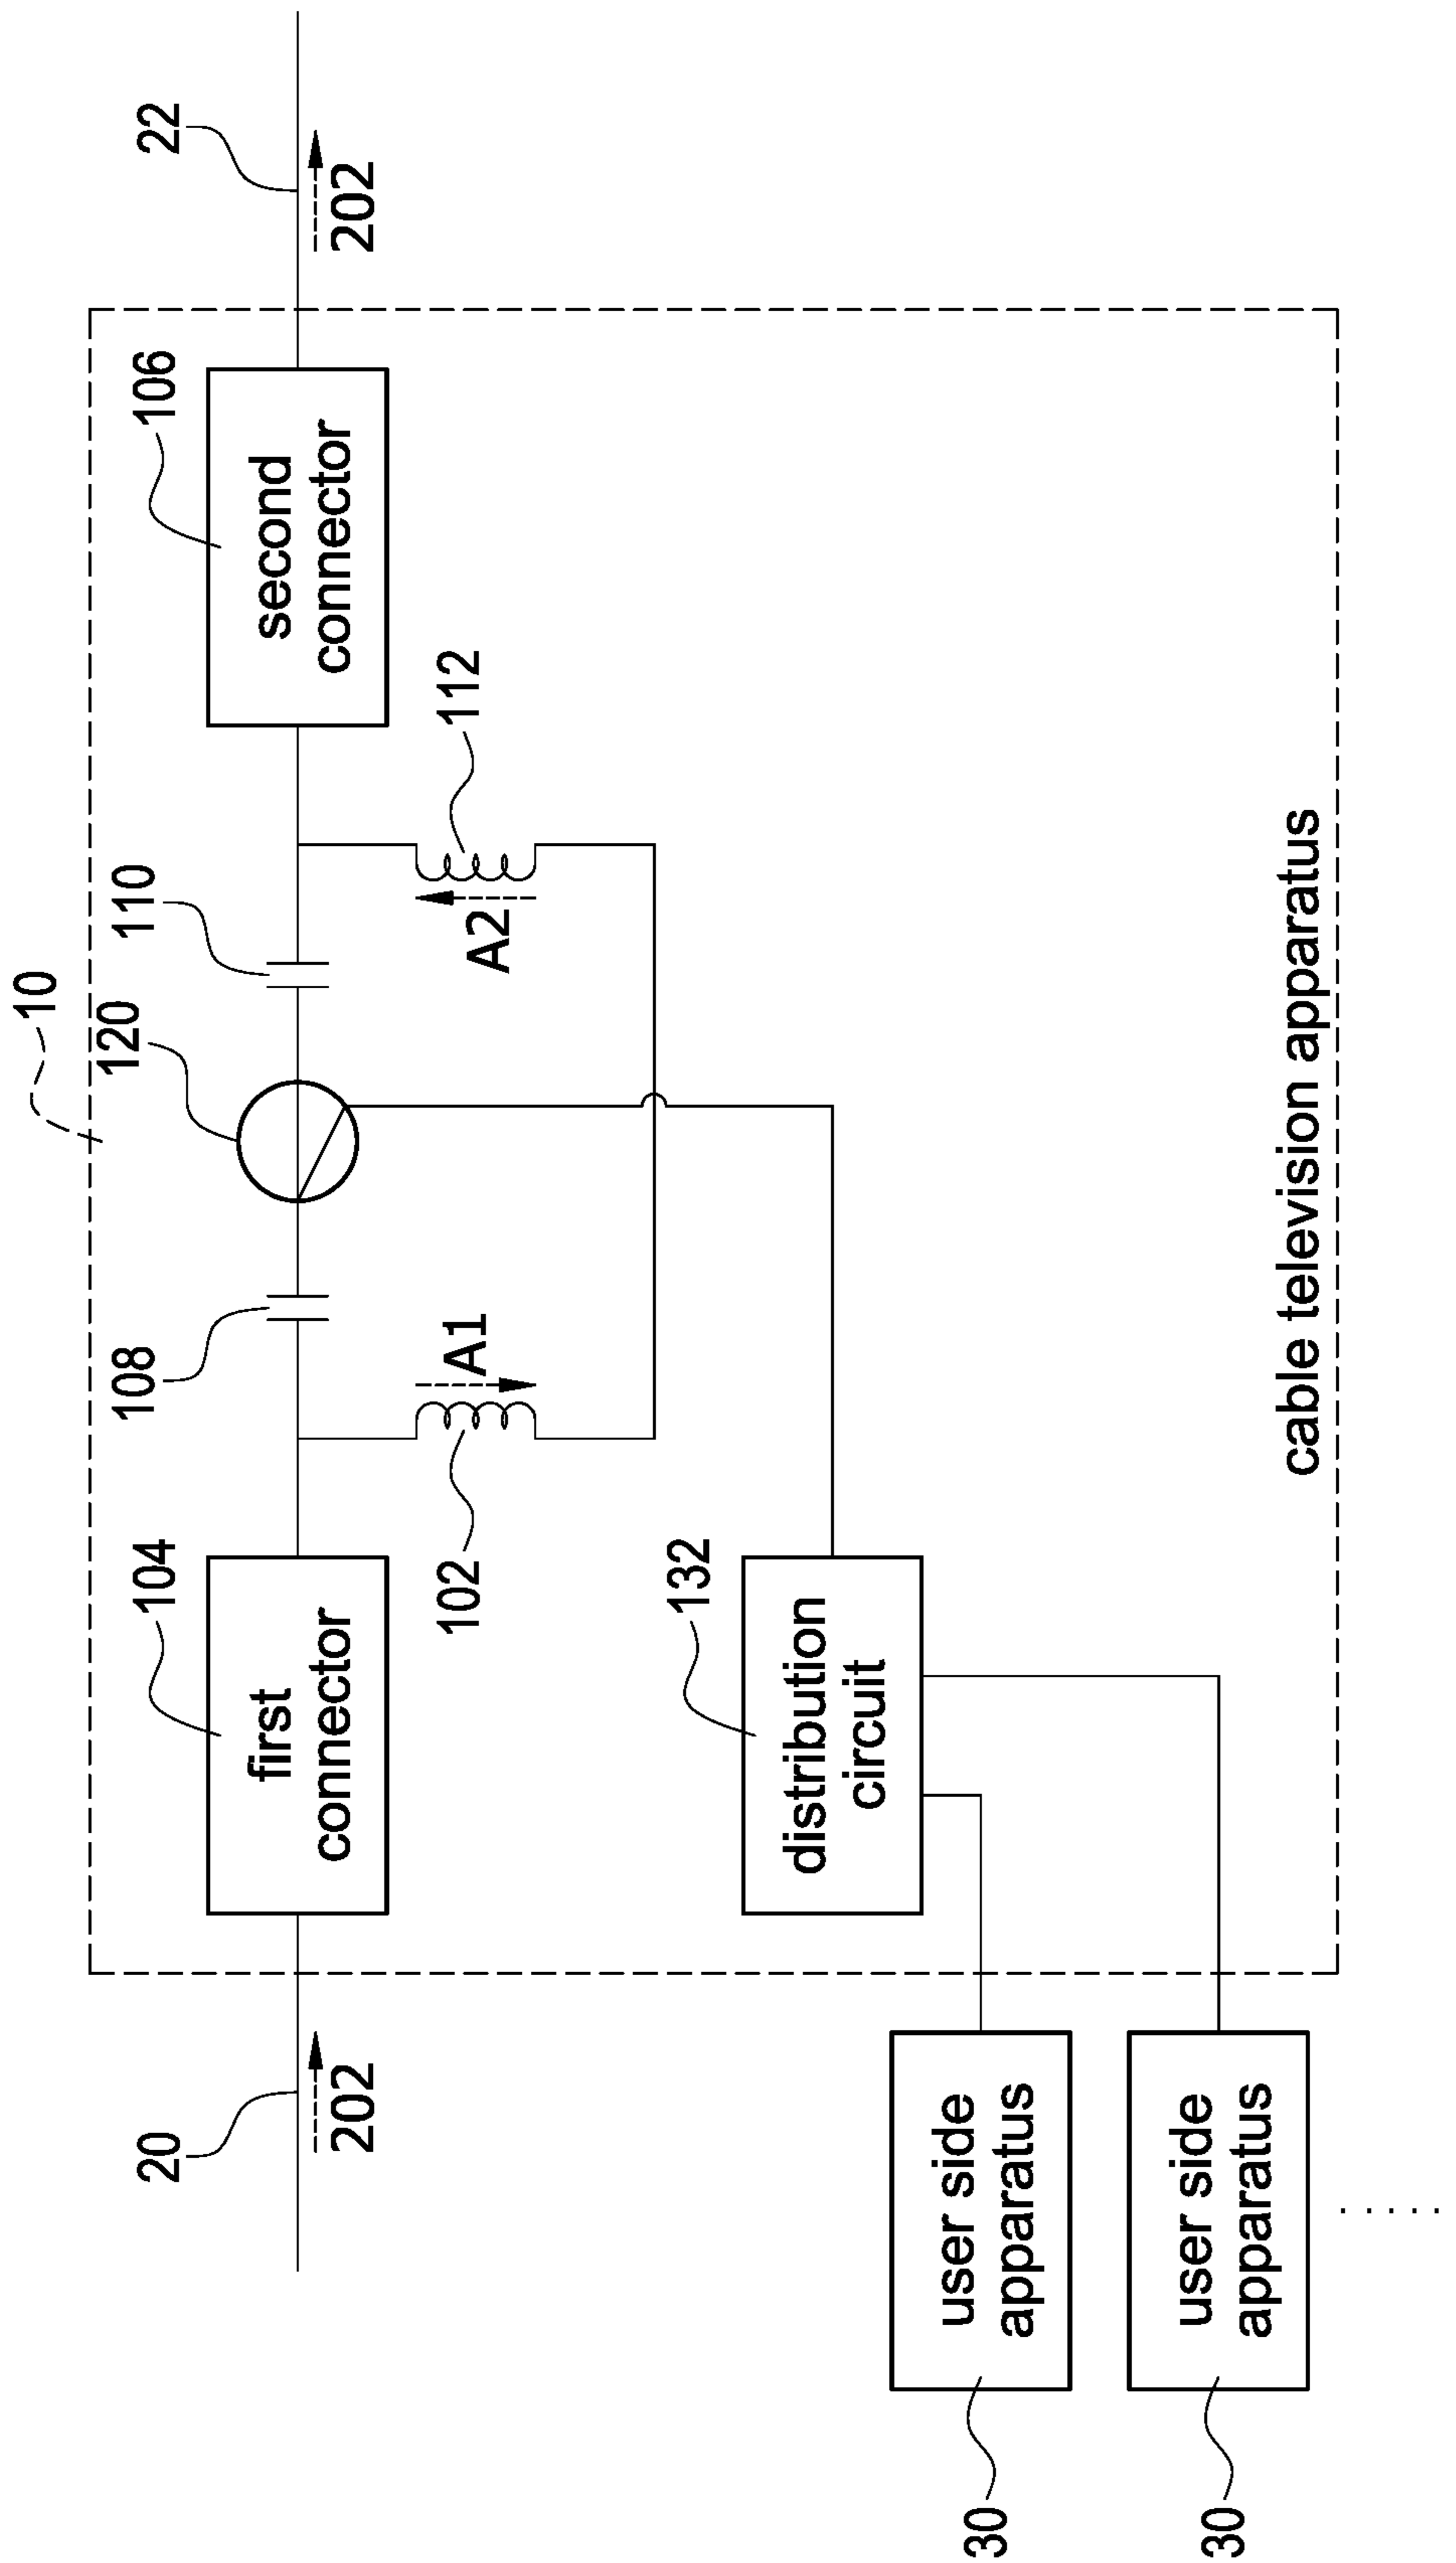 10
22
202
106
second
connector
110
120
112
A2
108
A1
102
104
first
connector
132
distribution
circuit
20
202
cable television apparatus
user side
apparatus
30
user side
apparatus
30
.....